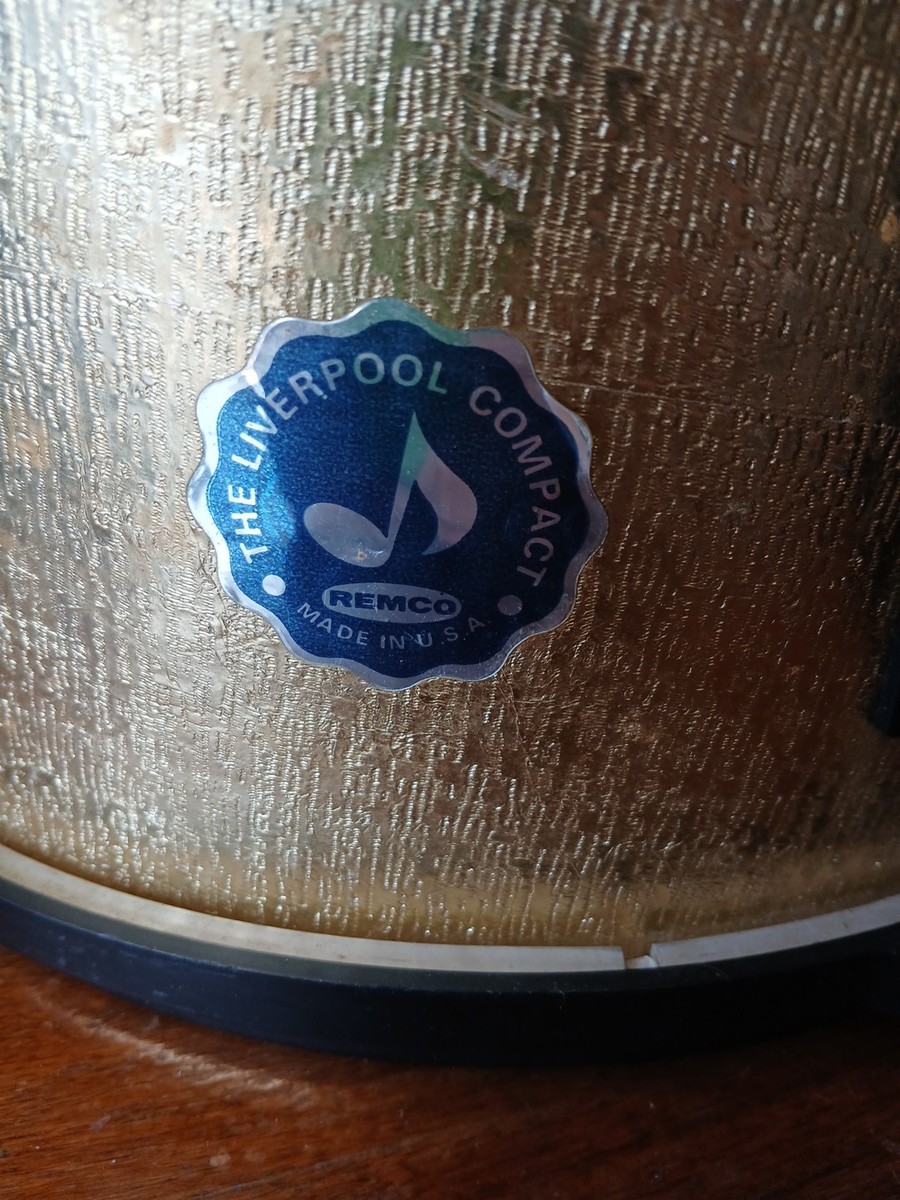 THE LIVERPOOL COMPACT
REMCO
MADE IN U.S.A.